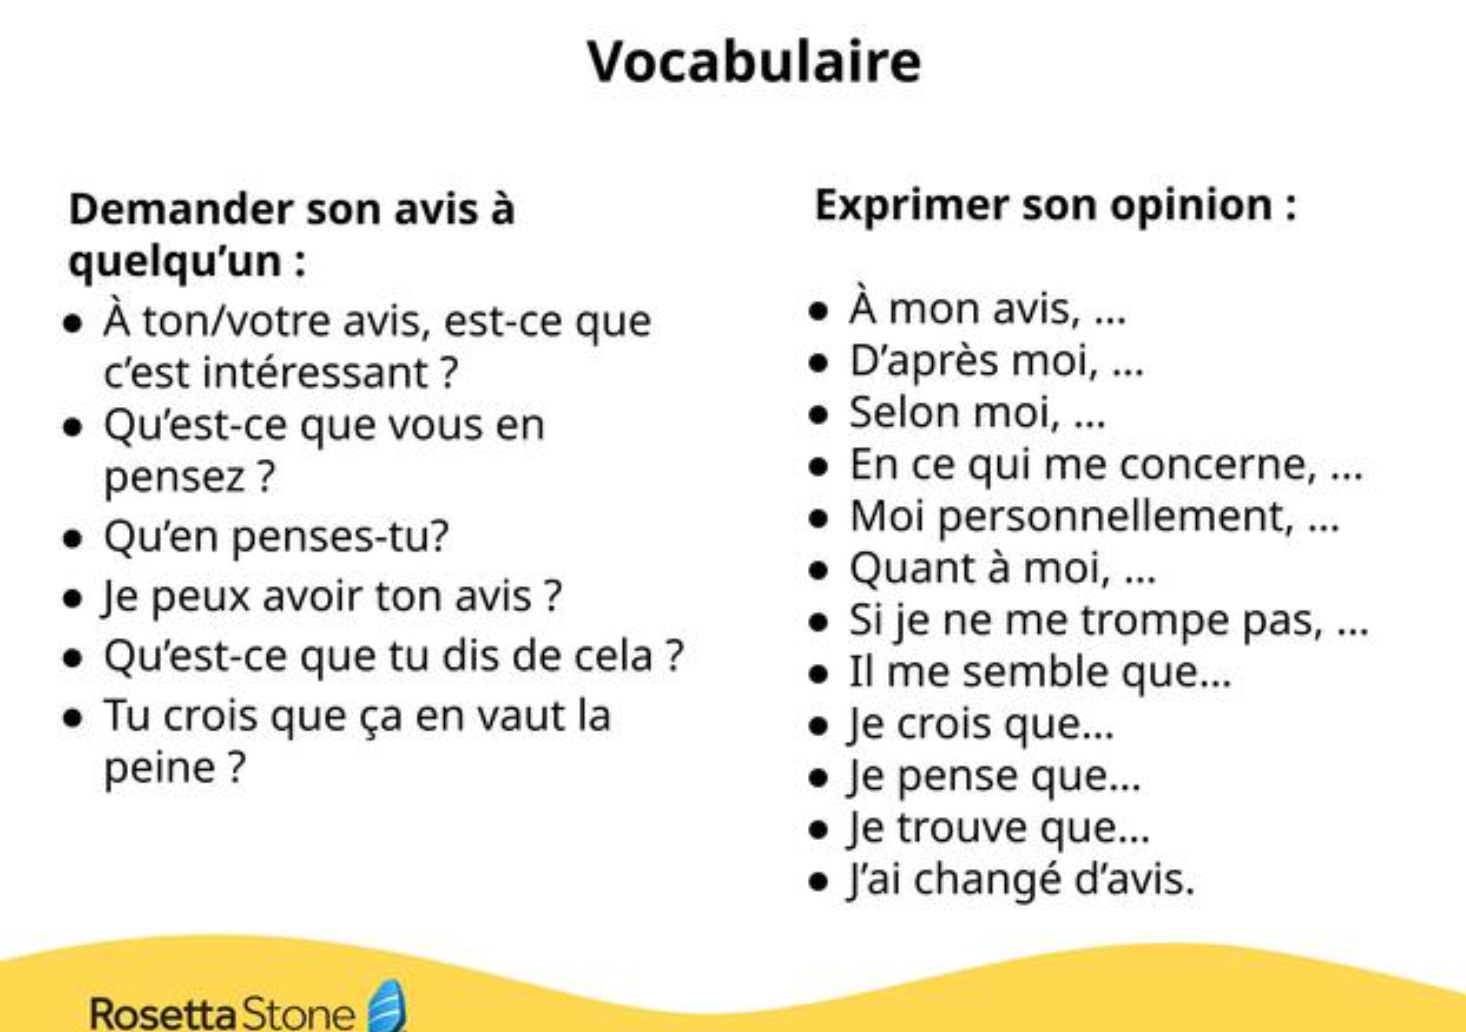 Vocabulaire
Demander son avis à
quelqu’un :
● À ton/votre avis, est-ce que
c’est intéressant ?
● Qu’est-ce que vous en
pensez ?
● Qu’en penses-tu?
● Je peux avoir ton avis ?
● Qu’est-ce que tu dis de cela ?
● Tu crois que ça en vaut la
peine ?
Exprimer son opinion :
● À mon avis, ...
● D’après moi, ...
● Selon moi, ...
● En ce qui me concerne, ...
● Moi personnellement, ...
● Quant à moi, ...
● Si je ne me trompe pas, ...
● Il me semble que...
● Je crois que...
● Je pense que...
● Je trouve que...
● J’ai changé d’avis.
RosettaStone